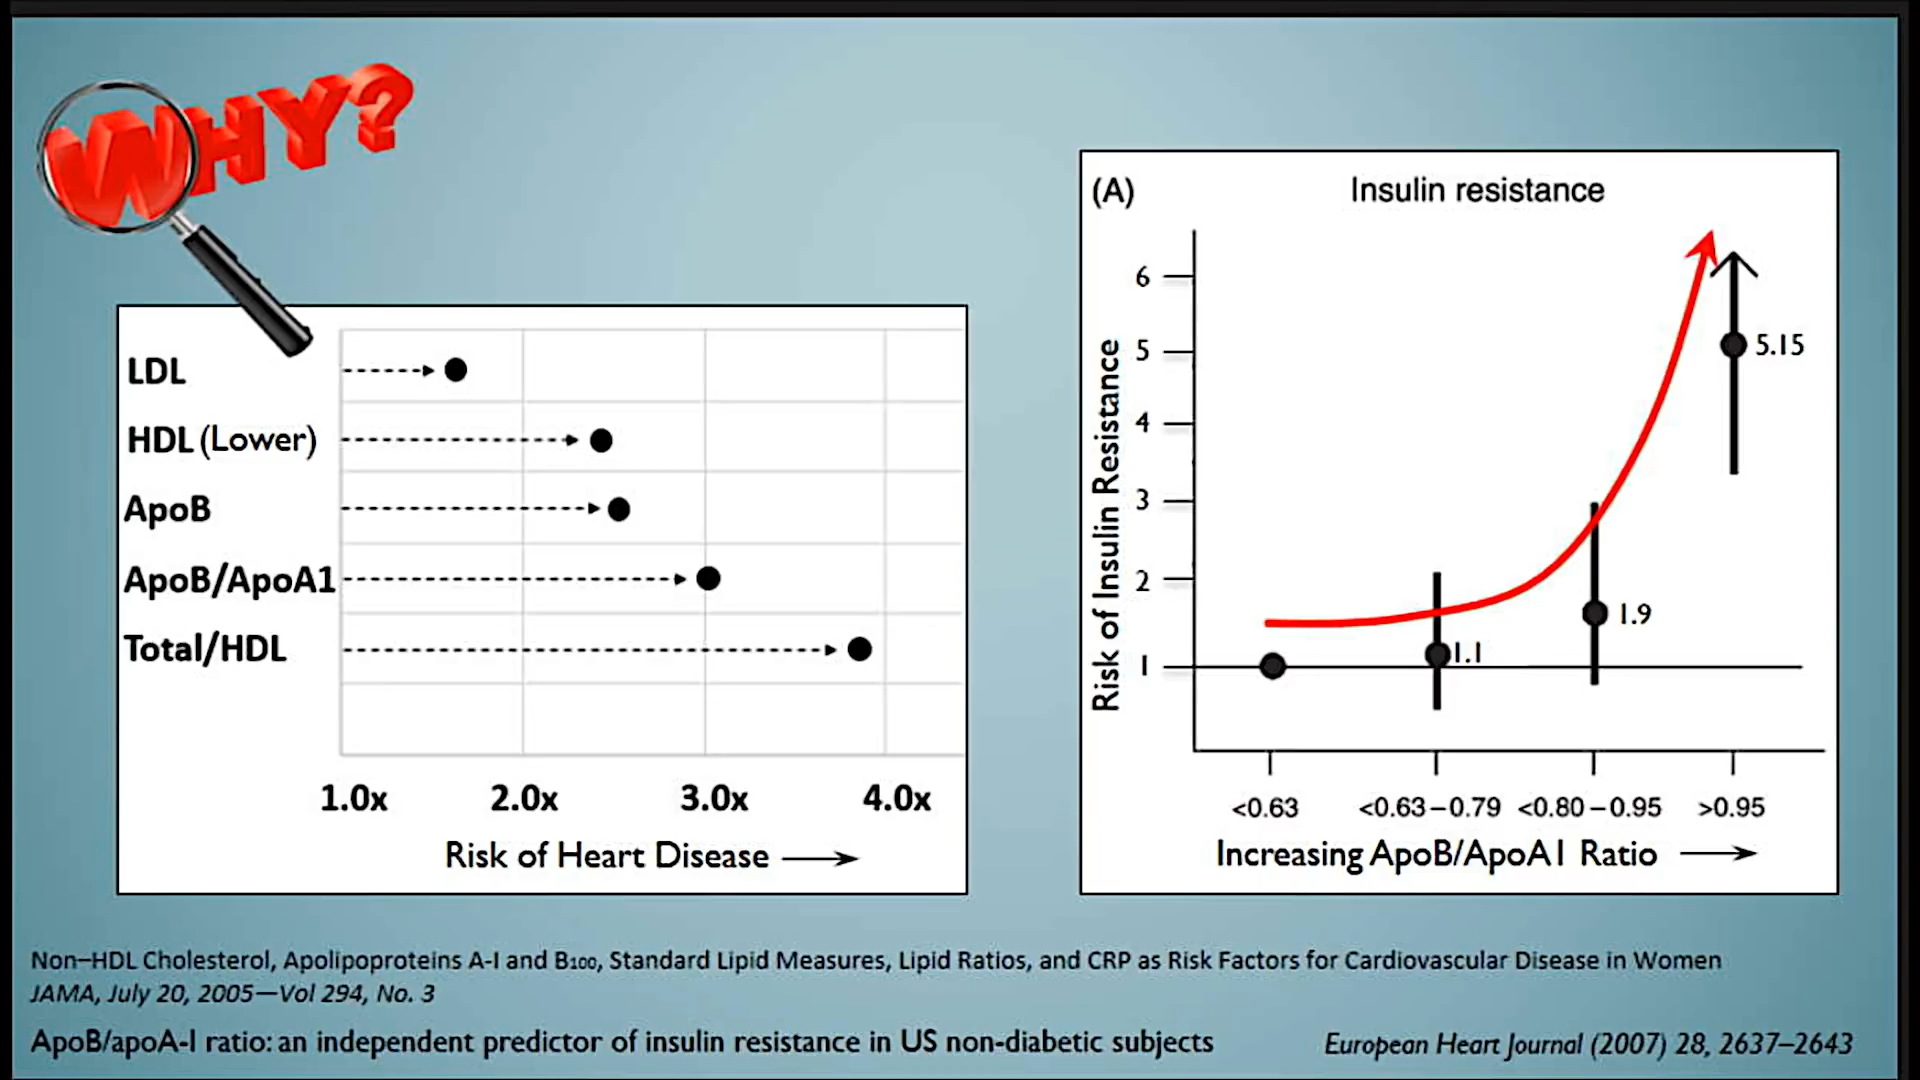 WHY?
LDL
HDL (Lower)
ApoB
ApoB/ApoA1
Total/HDL
1.0x 2.0x 3.0x 4.0x
Risk of Heart Disease
(A) Insulin resistance
Risk of Insulin Resistance
6
5
4
3
2
1
5.15
1.9
1.1
<0.63 <0.63–0.79 <0.80–0.95 >0.95
Increasing ApoB/ApoA1 Ratio
Non–HDL Cholesterol, Apolipoproteins A-I and B100, Standard Lipid Measures, Lipid Ratios, and CRP as Risk Factors for Cardiovascular Disease in Women
JAMA, July 20, 2005—Vol 294, No. 3
ApoB/apoA-I ratio: an independent predictor of insulin resistance in US non-diabetic subjects European Heart Journal (2007) 28, 2637–2643